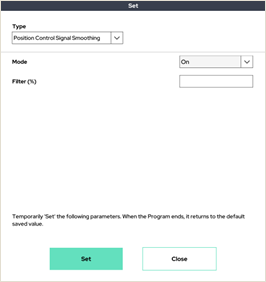 Set
Type
Position Control Signal Smoothing
Mode
On
Filter (%)
Temporarily 'Set' the following parameters. When the Program ends, it returns to the default
saved value.
Set
Close